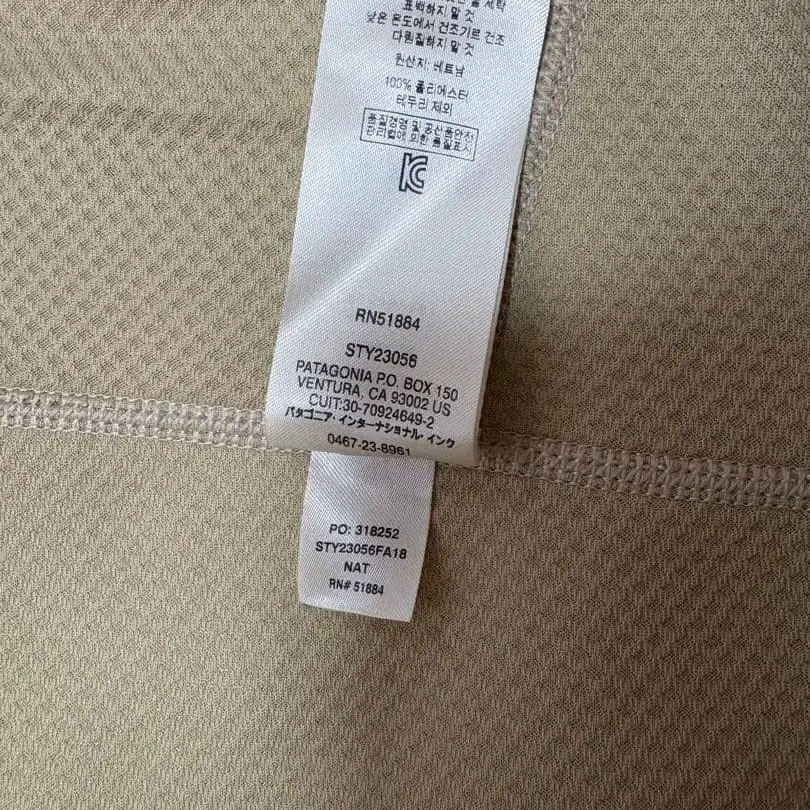 세탁
표백하지 말 것
낮은 온도에서 건조기로 건조
다림질하지 말 것
원산지: 베트남
100% 폴리에스터
테두리 제외
품질경영 및 공산품안전
관리법에 의한 품질표시
RN51884
STY23056
PATAGONIA P.O. BOX 150
VENTURA, CA 93002 US
CUIT:30-70924649-2
パタゴニア・インターナショナル・インク
0467-23-8961
PO: 318252
STY23056FA18
NAT
RN# 51884